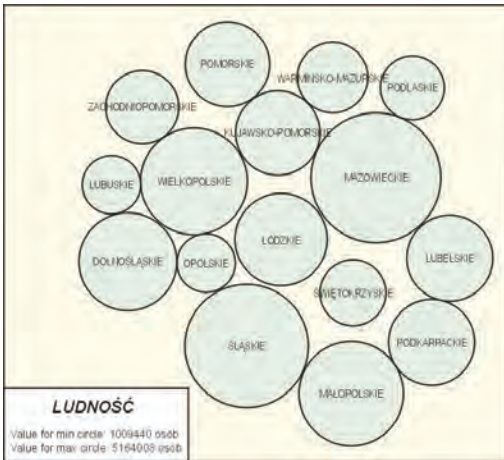 POMORSKIE
WARMIŃSKO-MAZURSKIE
PODLASKIE
ZACHODNIOPOMORSKIE
KUJAWSKO-POMORSKIE
LUBUSKIE
WIELKOPOLSKIE
MAZOWIECKIE
DOLNOŚLĄSKIE
OPOLSKIE
ŁÓDZKIE
LUBELSKIE
ŚWIĘTOKRZYSKIE
ŚLĄSKIE
PODKARPACKIE
MAŁOPOLSKIE
LUDNOŚĆ
Value for min circle: 1009440 osób
Value for max circle: 5164008 osób